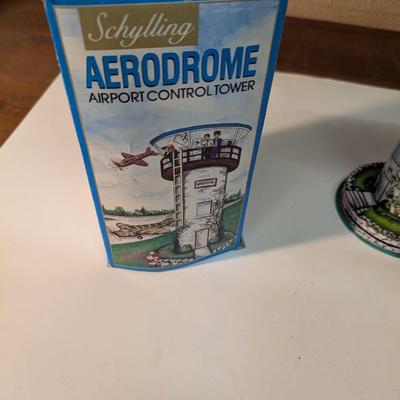 Schylling
AERODROME
AIRPORT CONTROL TOWER